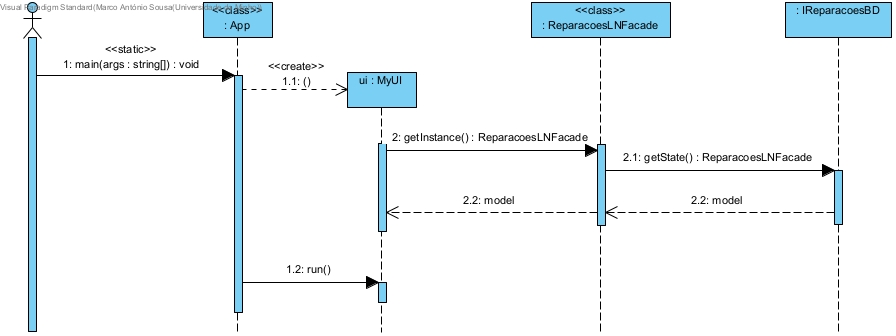 Visual Paradigm Standard(Marco António Sousa(Universidade do Minho))
<<class>>
: App
<<class>>
: ReparacoesLNFacade
: IReparacoesBD
<<static>>
1: main(args : string[]) : void
<<create>>
1.1: ()
ui : MyUI
2: getInstance() : ReparacoesLNFacade
2.1: getState() : ReparacoesLNFacade
2.2: model
2.2: model
1.2: run()